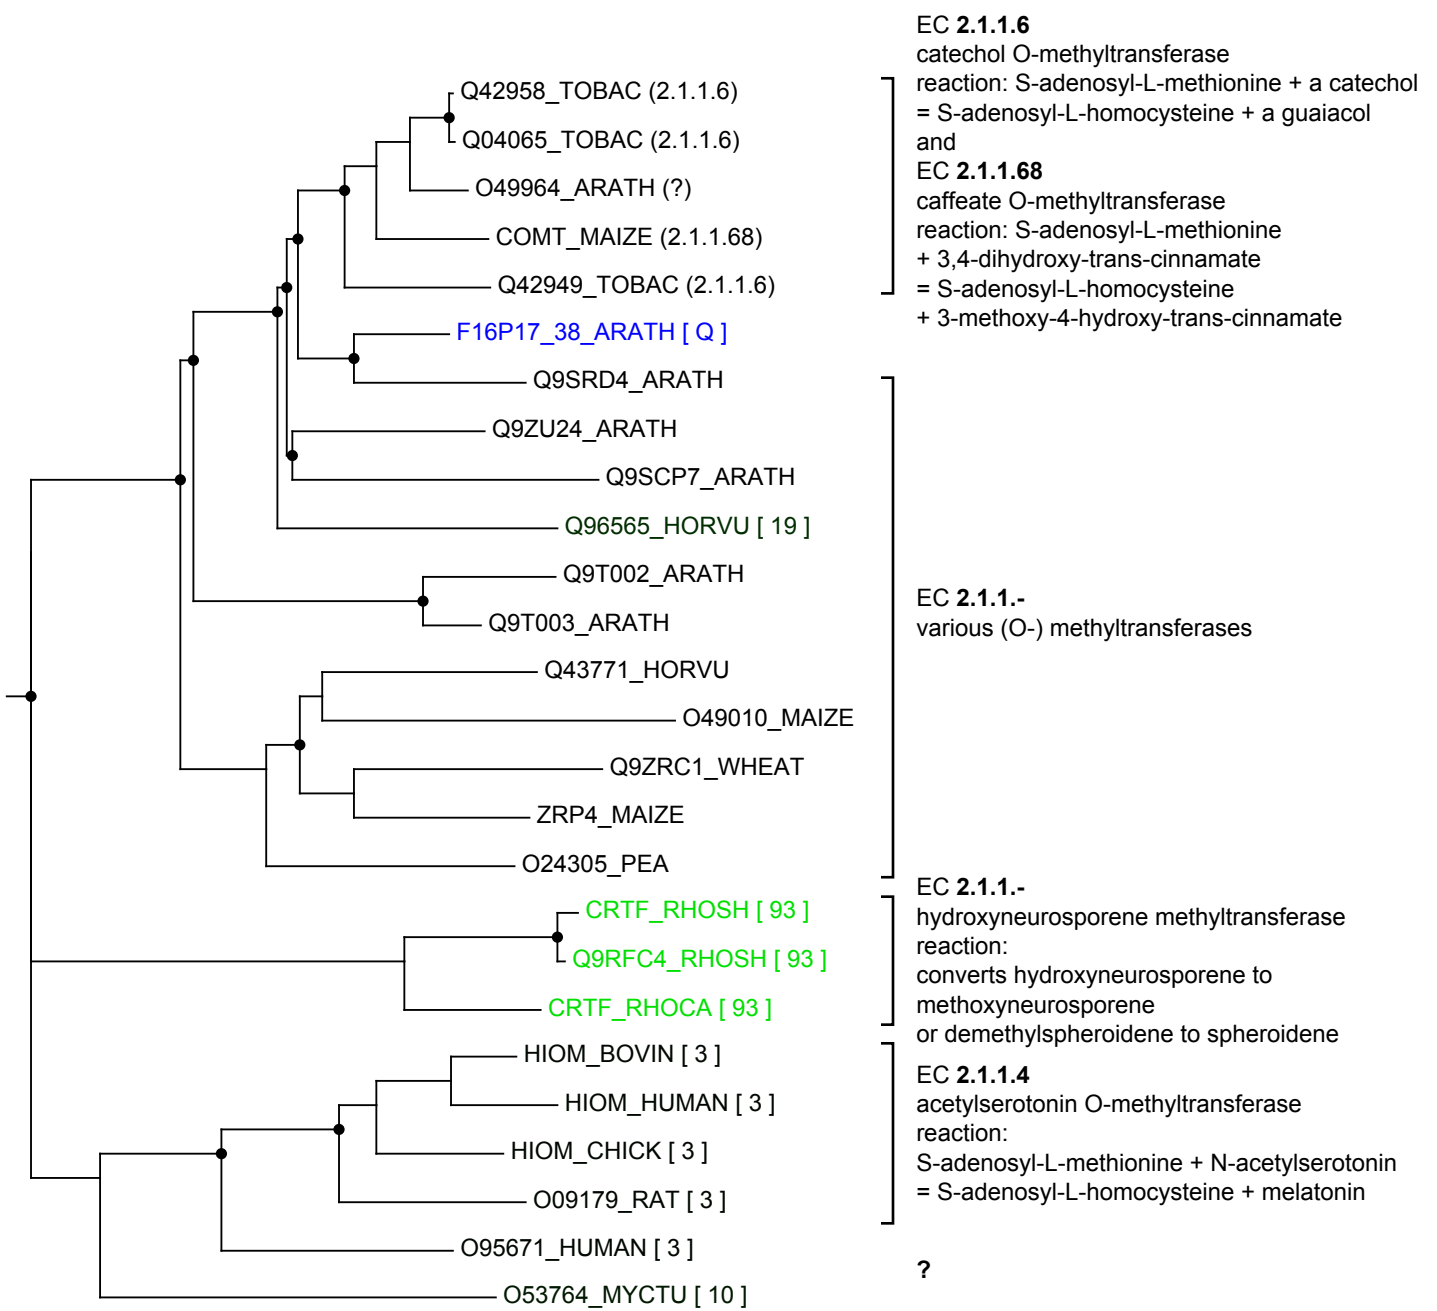 Q42958_TOBAC (2.1.1.6)
Q04065_TOBAC (2.1.1.6)
O49964_ARATH (?)
COMT_MAIZE (2.1.1.68)
Q42949_TOBAC (2.1.1.6)
F16P17_38_ARATH [ Q ]
Q9SRD4_ARATH
Q9ZU24_ARATH
Q9SCP7_ARATH
Q96565_HORVU [ 19 ]
Q9T002_ARATH
Q9T003_ARATH
Q43771_HORVU
O49010_MAIZE
Q9ZRC1_WHEAT
ZRP4_MAIZE
O24305_PEA
CRTF_RHOSH [ 93 ]
Q9RFC4_RHOSH [ 93 ]
CRTF_RHOCA [ 93 ]
HIOM_BOVIN [ 3 ]
HIOM_HUMAN [ 3 ]
HIOM_CHICK [ 3 ]
O09179_RAT [ 3 ]
O95671_HUMAN [ 3 ]
O53764_MYCTU [ 10 ]
EC 2.1.1.6
catechol O-methyltransferase
reaction: S-adenosyl-L-methionine + a catechol
= S-adenosyl-L-homocysteine + a guaiacol
and
EC 2.1.1.68
caffeate O-methyltransferase
reaction: S-adenosyl-L-methionine
+ 3,4-dihydroxy-trans-cinnamate
= S-adenosyl-L-homocysteine
+ 3-methoxy-4-hydroxy-trans-cinnamate
EC 2.1.1.-
various (O-) methyltransferases
EC 2.1.1.-
hydroxyneurosporene methyltransferase
reaction:
converts hydroxyneurosporene to
methoxyneurosporene
or demethylspheroidene to spheroidene
EC 2.1.1.4
acetylserotonin O-methyltransferase
reaction:
S-adenosyl-L-methionine + N-acetylserotonin
= S-adenosyl-L-homocysteine + melatonin
?